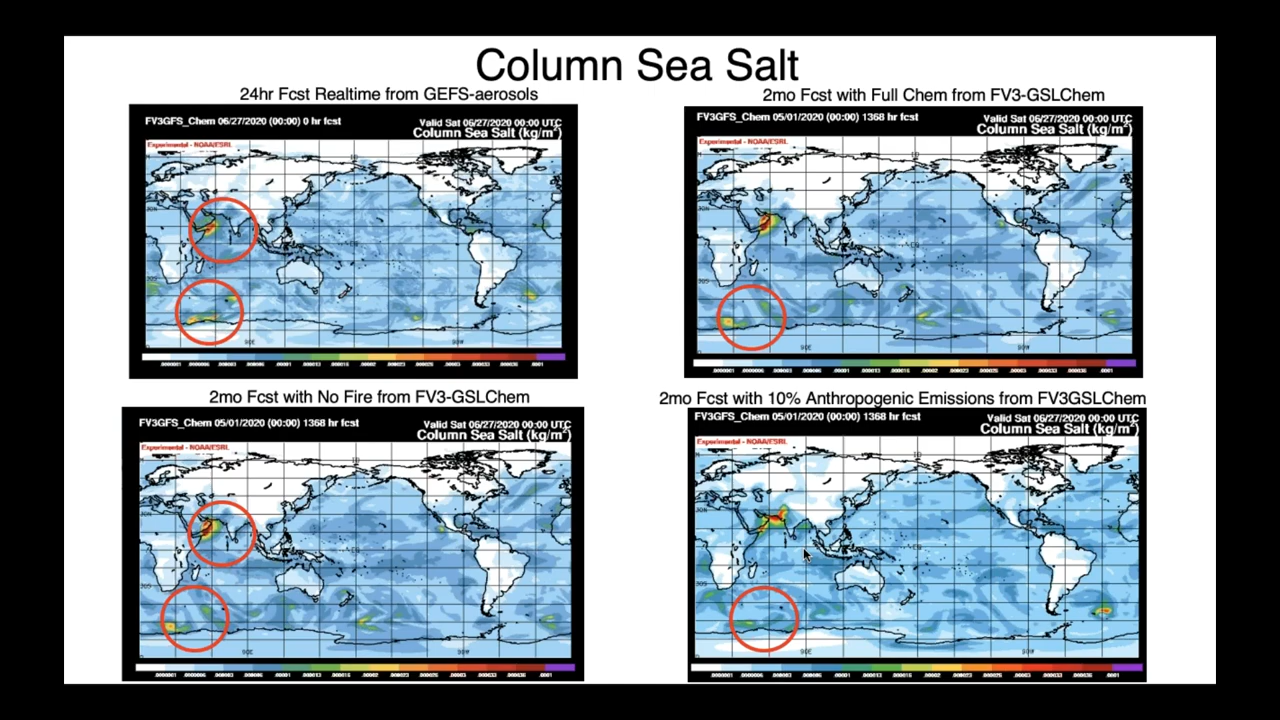 Column Sea Salt
24hr Fcst Realtime from GEFS-aerosols
FV3GFS_Chem 06/27/2020 (00:00) 0 hr fcst
Valid Sat 06/27/2020 00:00 UTC
Column Sea Salt (kg/m²)
Experimental - NOAA/ESRL
2mo Fcst with Full Chem from FV3-GSLChem
FV3GFS_Chem 05/01/2020 (00:00) 1368 hr fcst
Valid Sat 06/27/2020 00:00 UTC
Column Sea Salt (kg/m²)
Experimental - NOAA/ESRL
2mo Fcst with No Fire from FV3-GSLChem
FV3GFS_Chem 05/01/2020 (00:00) 1368 hr fcst
Valid Sat 06/27/2020 00:00 UTC
Column Sea Salt (kg/m²)
Experimental - NOAA/ESRL
2mo Fcst with 10% Anthropogenic Emissions from FV3GSLChem
FV3GFS_Chem 05/01/2020 (00:00) 1368 hr fcst
Valid Sat 06/27/2020 00:00 UTC
Column Sea Salt (kg/m²)
Experimental - NOAA/ESRL